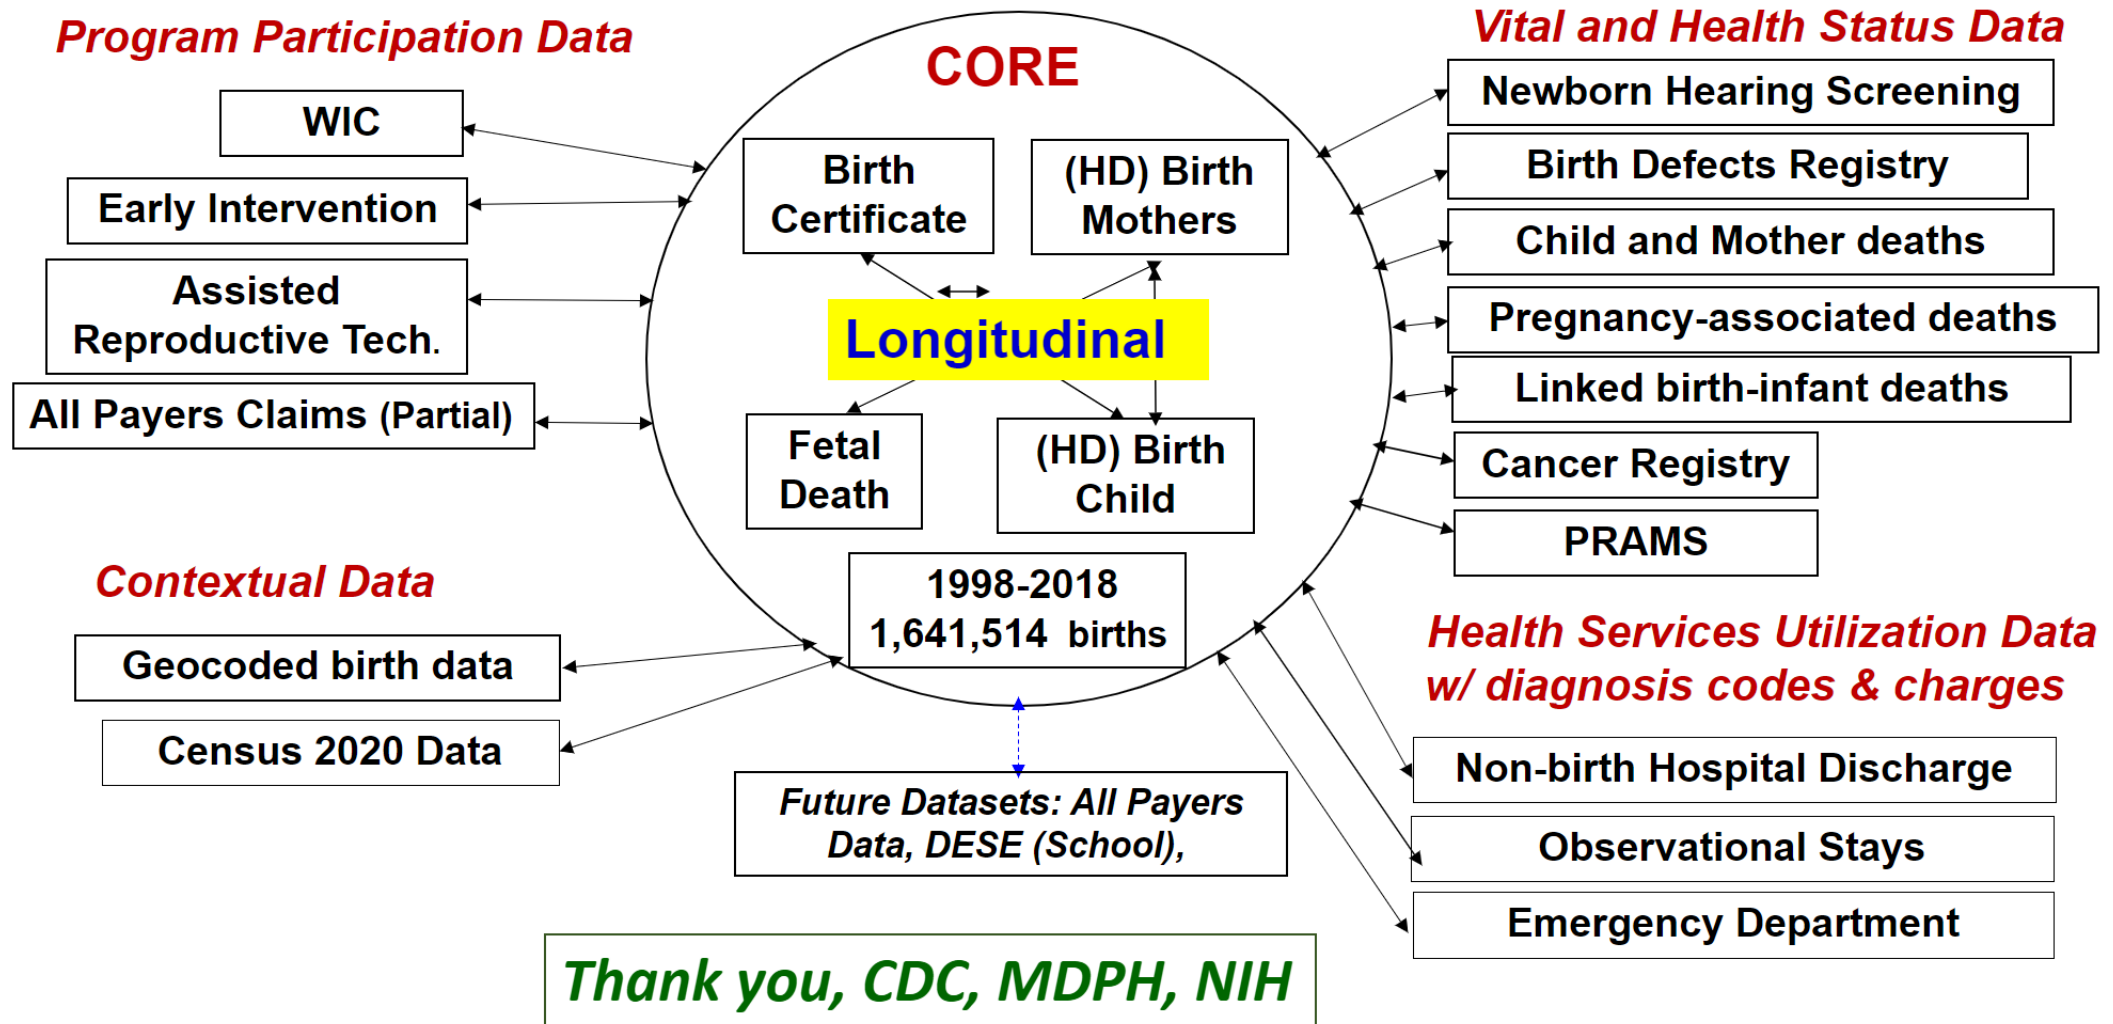 Program Participation Data
WIC
Early Intervention
Assisted
Reproductive Tech.
All Payers Claims (Partial)
Contextual Data
Geocoded birth data
Census 2020 Data
CORE
Birth
Certificate
(HD) Birth
Mothers
Longitudinal
Fetal
Death
(HD) Birth
Child
1998-2018
1,641,514 births
Future Datasets: All Payers
Data, DESE (School),
Vital and Health Status Data
Newborn Hearing Screening
Birth Defects Registry
Child and Mother deaths
Pregnancy-associated deaths
Linked birth-infant deaths
Cancer Registry
PRAMS
Health Services Utilization Data
w/ diagnosis codes & charges
Non-birth Hospital Discharge
Observational Stays
Emergency Department
Thank you, CDC, MDPH, NIH